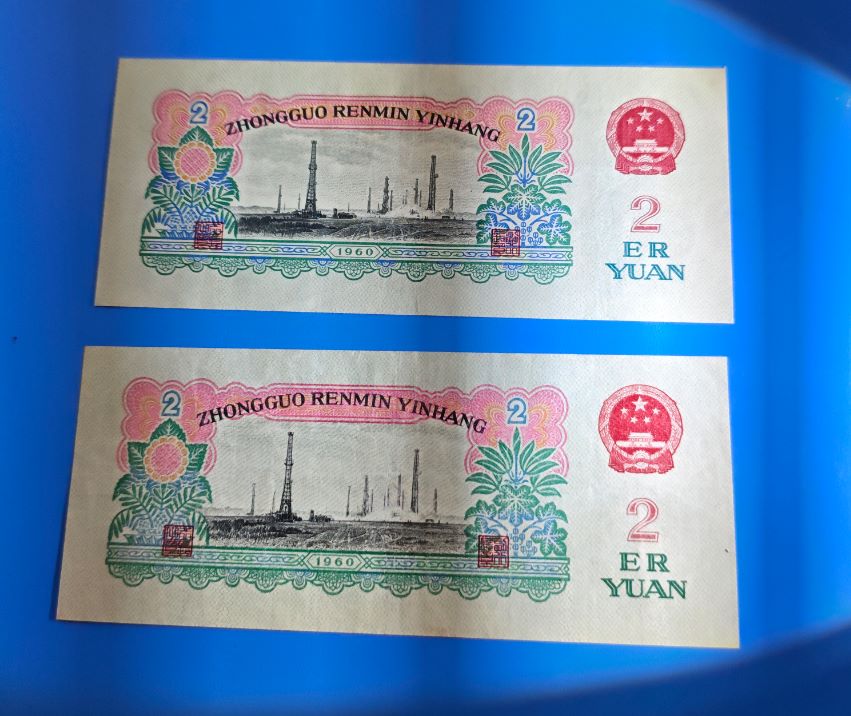 2 2
ZHONGGUO RENMIN YINHANG
1960
2
ER
YUAN
2 2
ZHONGGUO RENMIN YINHANG
1960
2
ER
YUAN